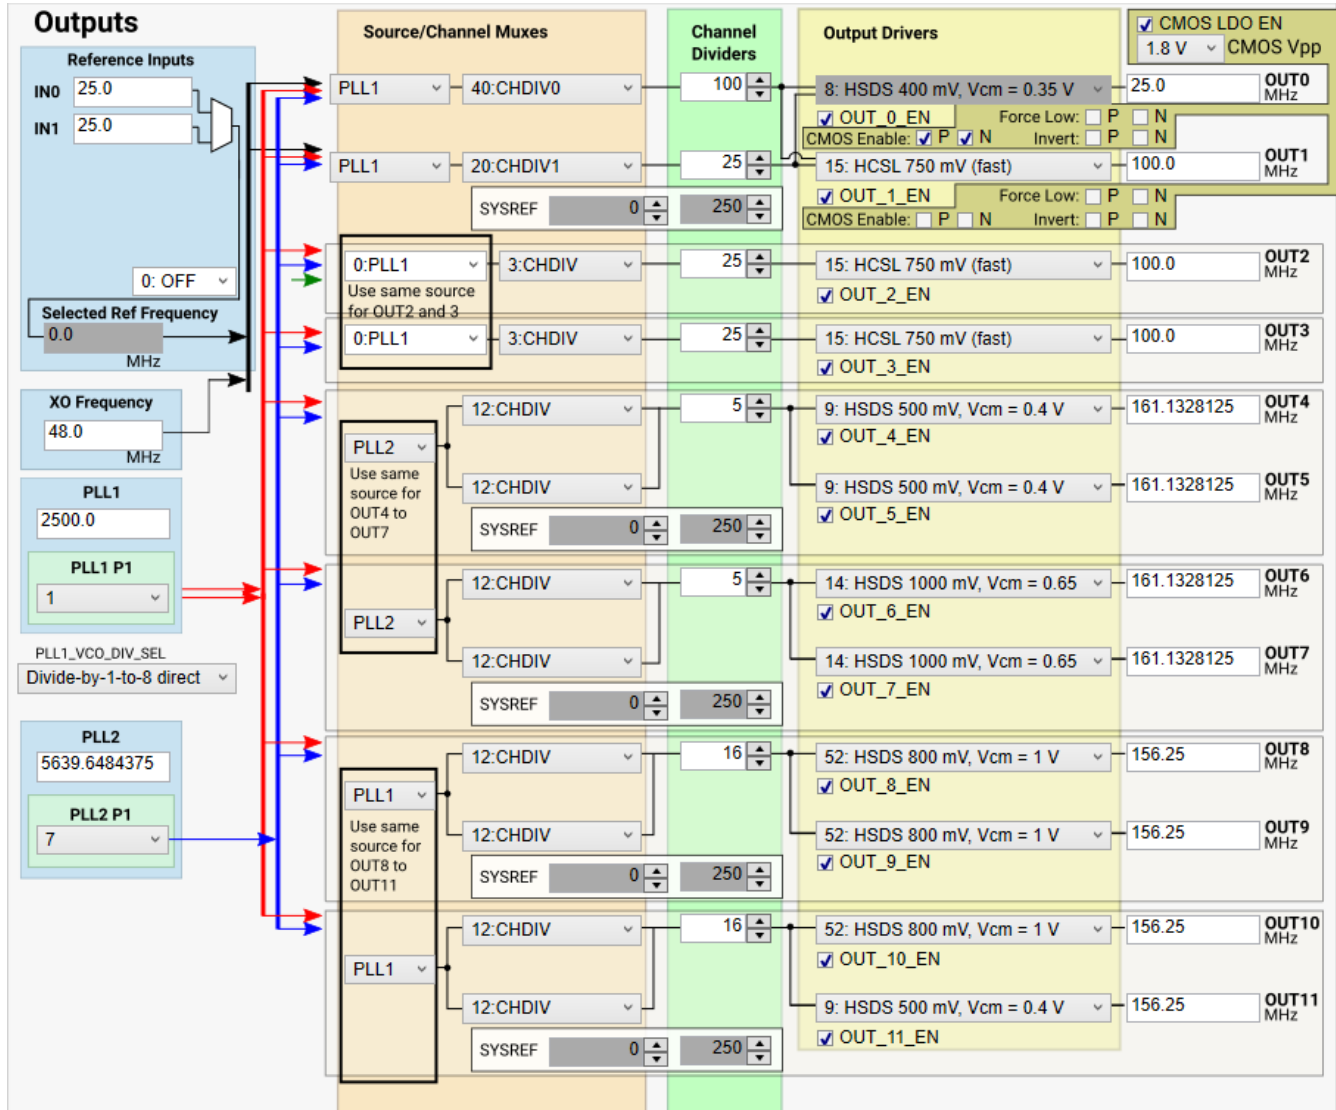 Outputs
Reference Inputs
IN0 25.0
IN1 25.0
0: OFF
Selected Ref Frequency
0.0
MHz
XO Frequency
48.0
MHz
PLL1
2500.0
PLL1 P1
1
PLL1_VCO_DIV_SEL
Divide-by-1-to-8 direct
PLL2
5639.6484375
PLL2 P1
7
Source/Channel Muxes
Channel
Dividers
Output Drivers
CMOS LDO EN
1.8 V CMOS Vpp
PLL1 40:CHDIV0 100 8: HSDS 400 mV, Vcm = 0.35 V 25.0 OUT0
MHz
OUT_0_EN Force Low: P N
CMOS Enable: P N Invert: P N
PLL1 20:CHDIV1 25 15: HCSL 750 mV (fast) 100.0 OUT1
MHz
OUT_1_EN Force Low: P N
SYSREF 0 250
CMOS Enable: P N Invert: P N
0:PLL1 3:CHDIV 25 15: HCSL 750 mV (fast) 100.0 OUT2
MHz
OUT_2_EN
Use same source
for OUT2 and 3
0:PLL1 3:CHDIV 25 15: HCSL 750 mV (fast) 100.0 OUT3
MHz
OUT_3_EN
12:CHDIV 5 9: HSDS 500 mV, Vcm = 0.4 V 161.1328125 OUT4
MHz
OUT_4_EN
PLL2
Use same
source for
OUT4 to
OUT7
12:CHDIV 9: HSDS 500 mV, Vcm = 0.4 V 161.1328125 OUT5
MHz
OUT_5_EN
SYSREF 0 250
12:CHDIV 5 14: HSDS 1000 mV, Vcm = 0.65 161.1328125 OUT6
MHz
OUT_6_EN
PLL2
12:CHDIV 14: HSDS 1000 mV, Vcm = 0.65 161.1328125 OUT7
MHz
OUT_7_EN
SYSREF 0 250
12:CHDIV 16 52: HSDS 800 mV, Vcm = 1 V 156.25 OUT8
MHz
OUT_8_EN
PLL1
Use same
source for
OUT8 to
OUT11
12:CHDIV 52: HSDS 800 mV, Vcm = 1 V 156.25 OUT9
MHz
OUT_9_EN
SYSREF 0 250
12:CHDIV 16 52: HSDS 800 mV, Vcm = 1 V 156.25 OUT10
MHz
OUT_10_EN
PLL1
12:CHDIV 9: HSDS 500 mV, Vcm = 0.4 V 156.25 OUT11
MHz
OUT_11_EN
SYSREF 0 250